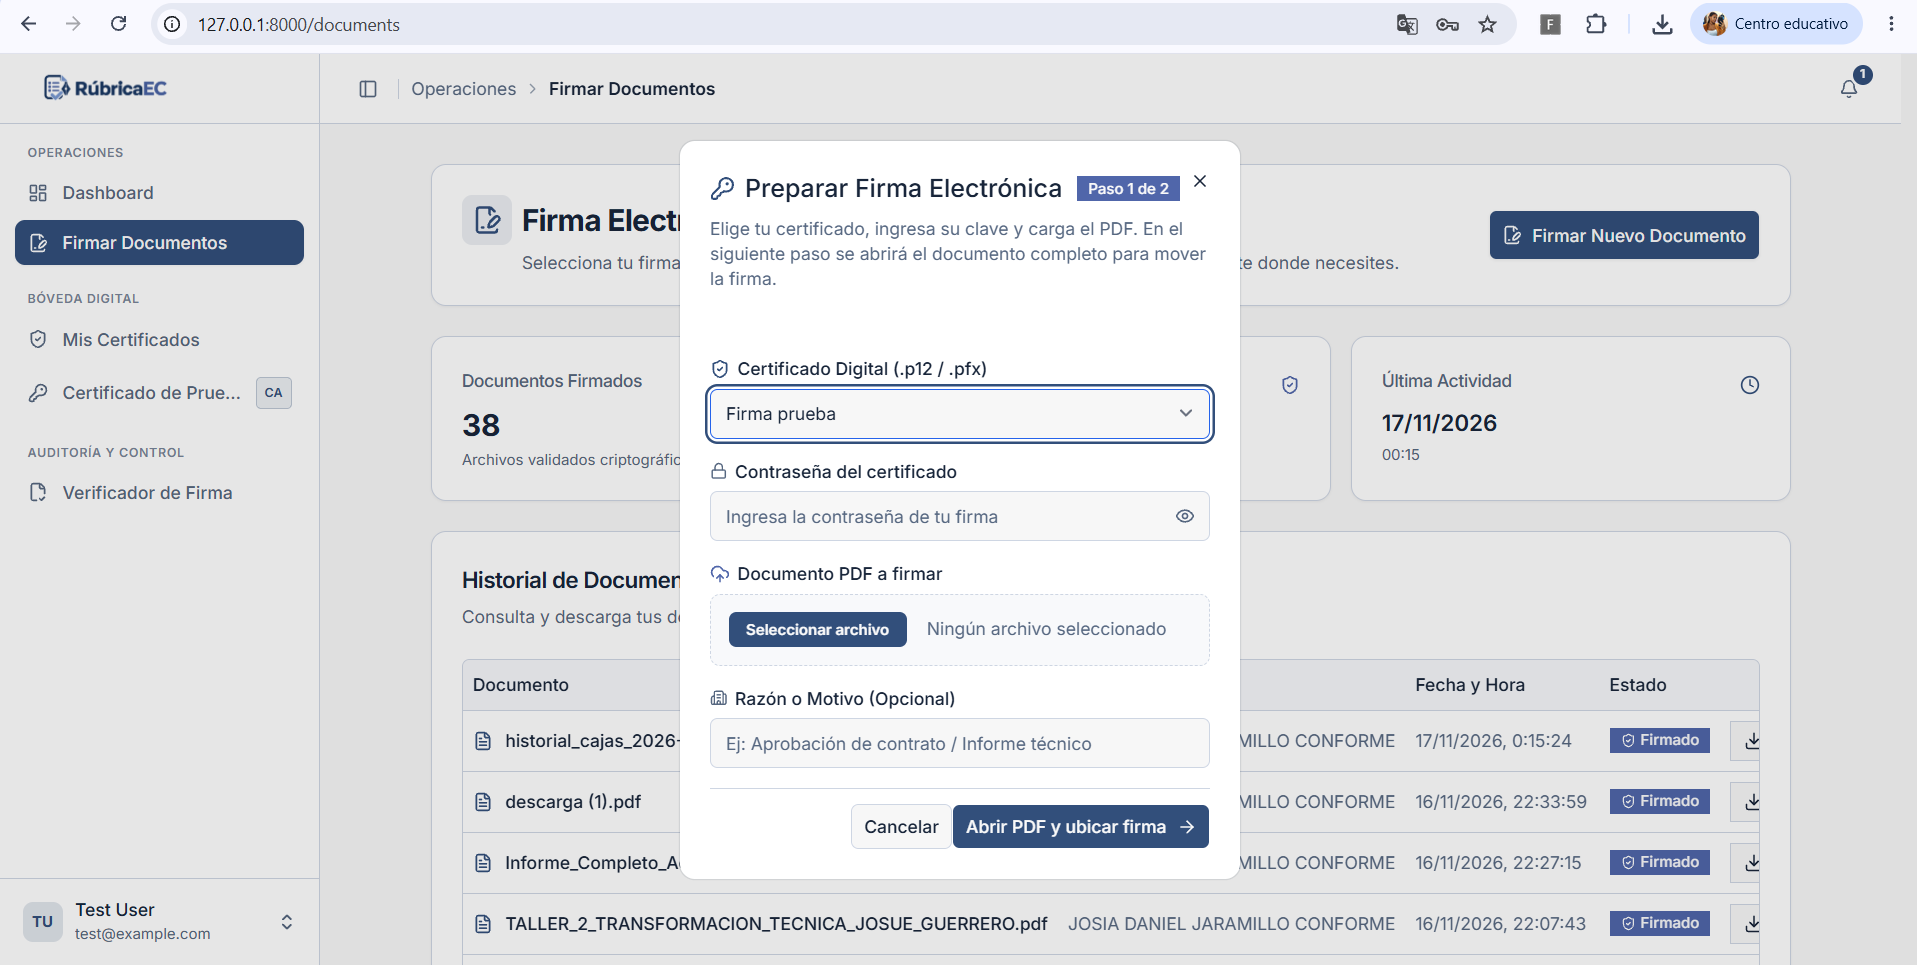 127.0.0.1:8000/documents
F
Centro educativo
RúbricaEC
Operaciones > Firmar Documentos
1
OPERACIONES
Dashboard
Firmar Documentos
BÓVEDA DIGITAL
Mis Certificados
Certificado de Prue...
CA
AUDITORÍA Y CONTROL
Verificador de Firma
TU
Test User
test@example.com
Firma Elect
Selecciona tu firma
te donde necesites.
Firmar Nuevo Documento
Documentos Firmados
38
Archivos validados criptográfic
Última Actividad
17/11/2026
00:15
Preparar Firma Electrónica
Paso 1 de 2
Elige tu certificado, ingresa su clave y carga el PDF. En el
siguiente paso se abrirá el documento completo para mover
la firma.
Certificado Digital (.p12 / .pfx)
Firma prueba
Contraseña del certificado
Ingresa la contraseña de tu firma
Documento PDF a firmar
Seleccionar archivo
Ningún archivo seleccionado
Razón o Motivo (Opcional)
Ej: Aprobación de contrato / Informe técnico
Cancelar
Abrir PDF y ubicar firma
Historial de Documen
Consulta y descarga tus d
Documento
Fecha y Hora
Estado
historial_cajas_2026-
MILLO CONFORME
17/11/2026, 0:15:24
Firmado
descarga (1).pdf
MILLO CONFORME
16/11/2026, 22:33:59
Firmado
Informe_Completo_A
MILLO CONFORME
16/11/2026, 22:27:15
Firmado
TALLER_2_TRANSFORMACION_TECNICA_JOSUE_GUERRERO.pdf
JOSIA DANIEL JARAMILLO CONFORME
16/11/2026, 22:07:43
Firmado